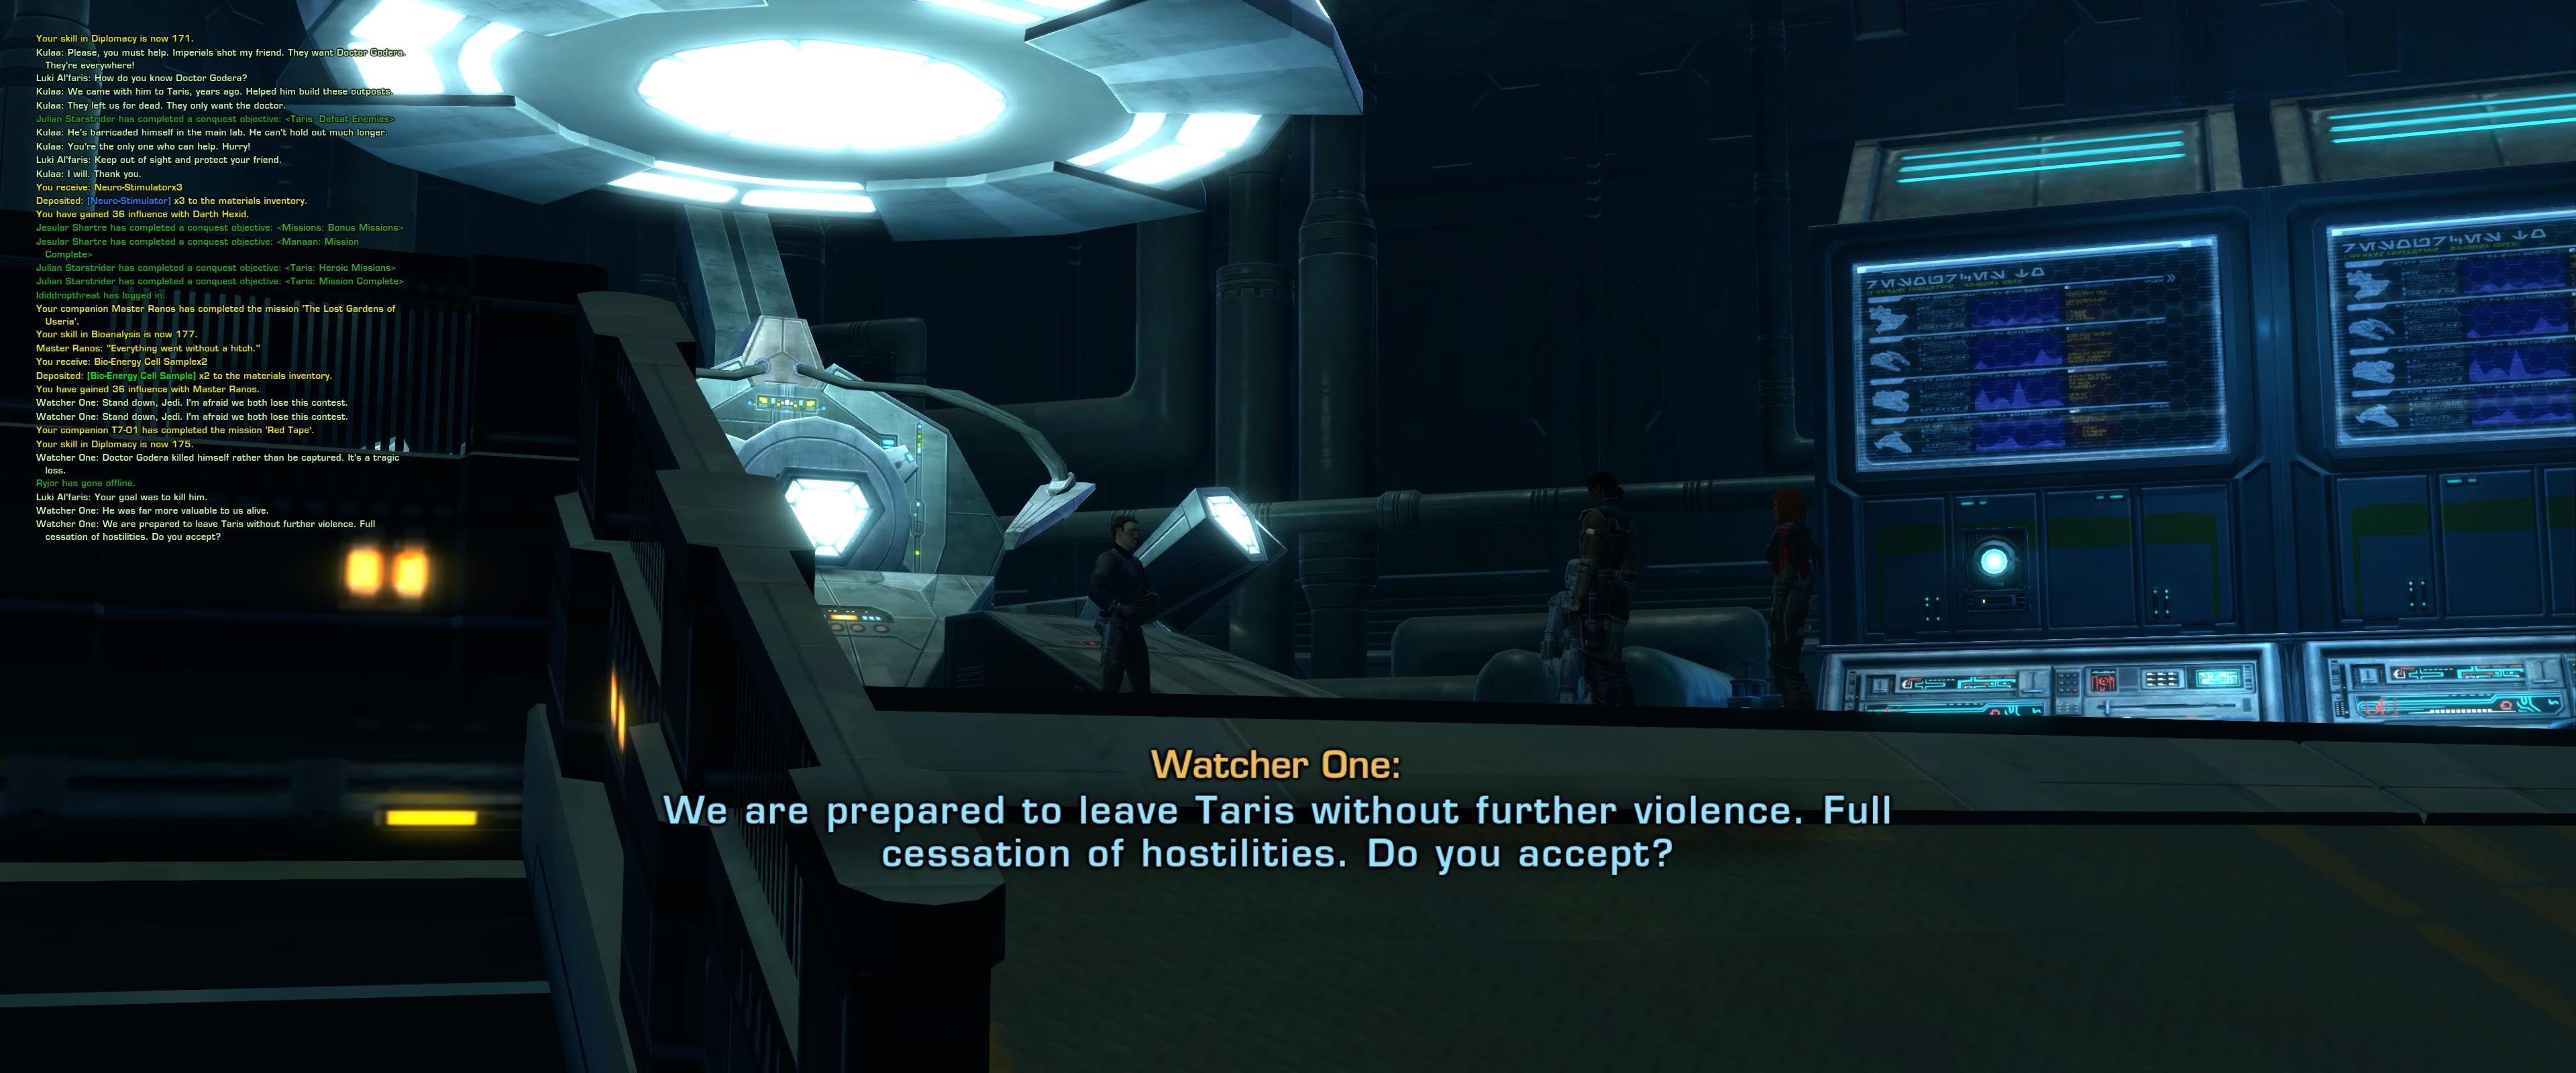 Your skill in Diplomacy is now 171.
Kulaa: Please, you must help. Imperials shot my friend. They want Doctor Godera.
They're everywhere!
Luki Al'faris: How do you know Doctor Godera?
Kulaa: We came with him to Taris, years ago. Helped him build these outposts.
Kulaa: They left us for dead. They only want the doctor.
Julian Starstrider has completed a conquest objective: <Taris: Defeat Enemies>
Kulaa: He's barricaded himself in the main lab. He can't hold out much longer.
Kulaa: You're the only one who can help. Hurry!
Luki Al'faris: Keep out of sight and protect your friend.
Kulaa: I will. Thank you.
You receive: Neuro-Stimulatorx3
Deposited: [Neuro-Stimulator] x3 to the materials inventory.
You have gained 36 influence with Darth Hexid.
Jesular Shartre has completed a conquest objective: <Missions: Bonus Missions>
Jesular Shartre has completed a conquest objective: <Manaan: Mission
Complete>
Julian Starstrider has completed a conquest objective: <Taris: Heroic Missions>
Julian Starstrider has completed a conquest objective: <Taris: Mission Complete>
Ididdropthreat has logged in.
Your companion Master Ranos has completed the mission 'The Lost Gardens of
Useria'.
Your skill in Bioanalysis is now 177.
Master Ranos: "Everything went without a hitch."
You receive: Bio-Energy Cell Samplex2
Deposited: [Bio-Energy Cell Sample] x2 to the materials inventory.
You have gained 36 influence with Master Ranos.
Watcher One: Stand down, Jedi. I'm afraid we both lose this contest.
Watcher One: Stand down, Jedi. I'm afraid we both lose this contest.
Your companion T7-O1 has completed the mission 'Red Tape'.
Your skill in Diplomacy is now 175.
Watcher One: Doctor Godera killed himself rather than be captured. It's a tragic
loss.
Ryjor has gone offline.
Luki Al'faris: Your goal was to kill him.
Watcher One: He was far more valuable to us alive.
Watcher One: We are prepared to leave Taris without further violence. Full
cessation of hostilities. Do you accept?
Watcher One:
We are prepared to leave Taris without further violence. Full
cessation of hostilities. Do you accept?